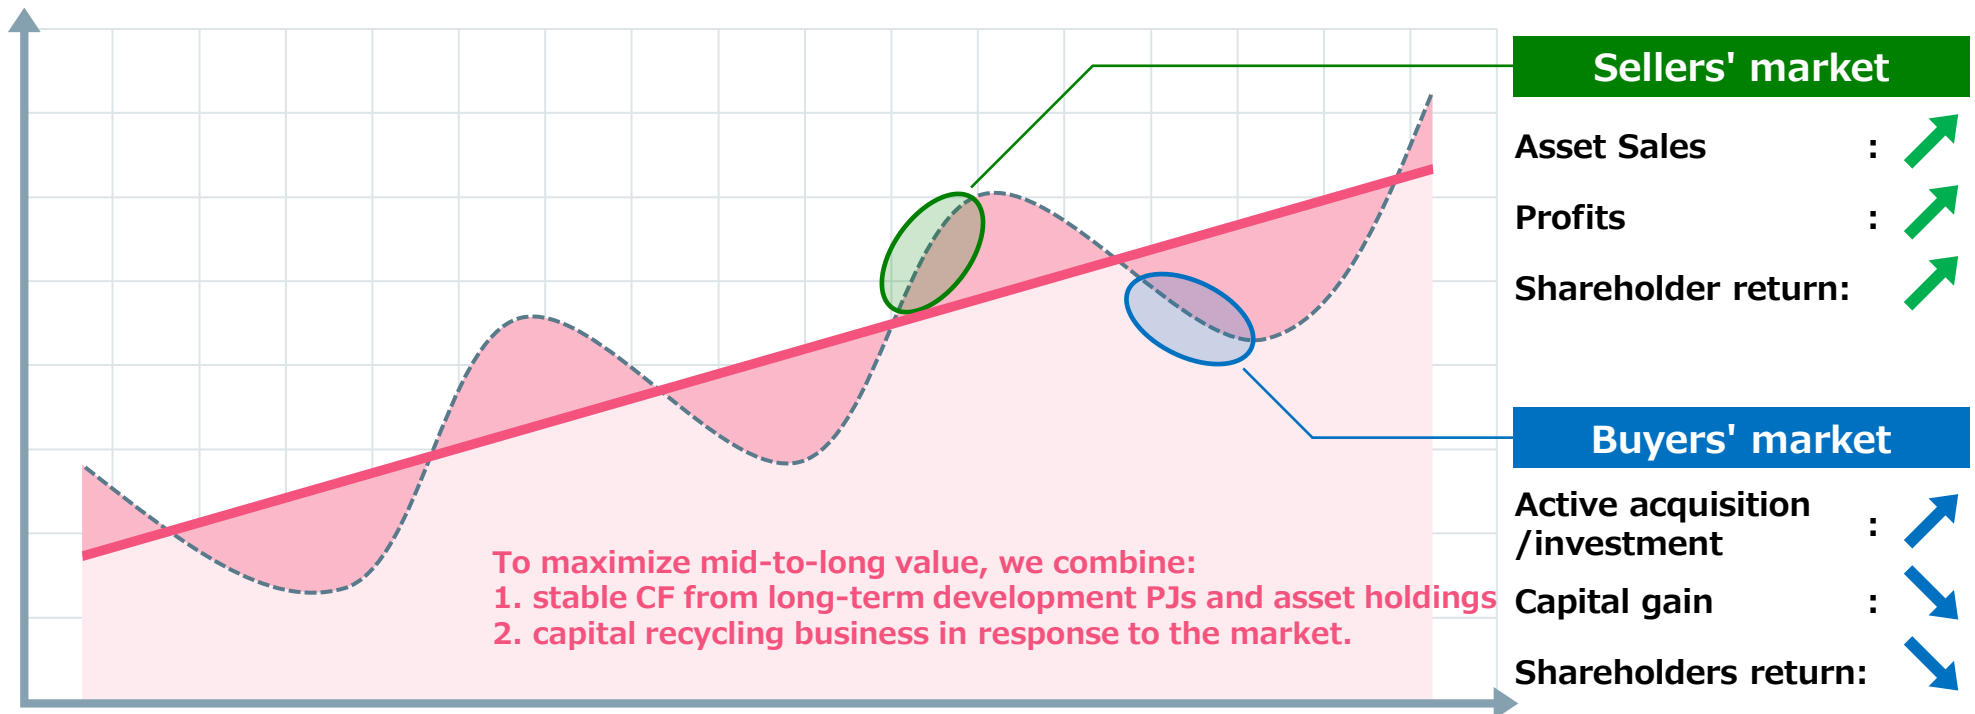 Sellers' market
Asset Sales :
Profits :
Shareholder return:
Buyers' market
Active acquisition
/investment :
Capital gain :
Shareholders return:
To maximize mid-to-long value, we combine:
1. stable CF from long-term development PJs and asset holdings
2. capital recycling business in response to the market.